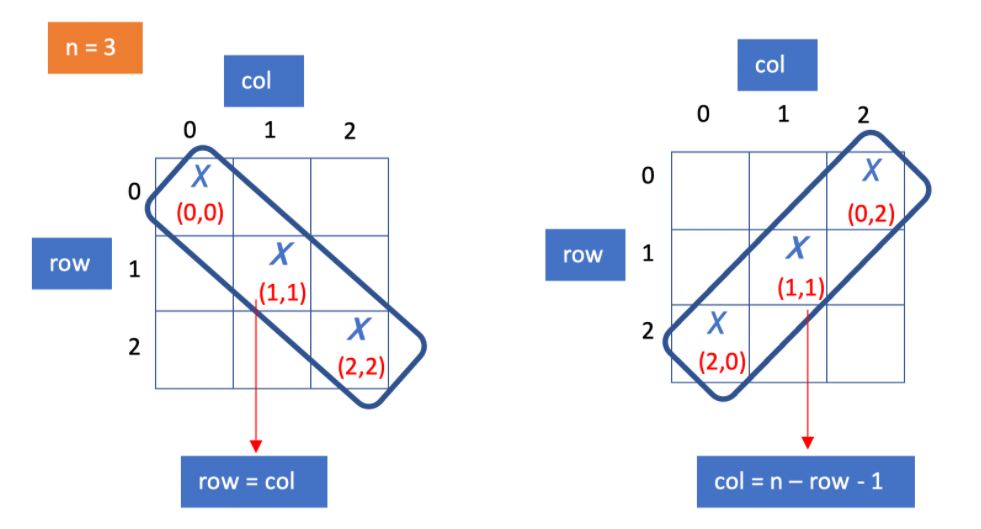 n = 3
col
0 1 2
0
X
(0,0)
row
1
X
(1,1)
2
X
(2,2)
row = col
col
0 1 2
0
X
(0,2)
row
1
X
(1,1)
2
X
(2,0)
col = n – row - 1